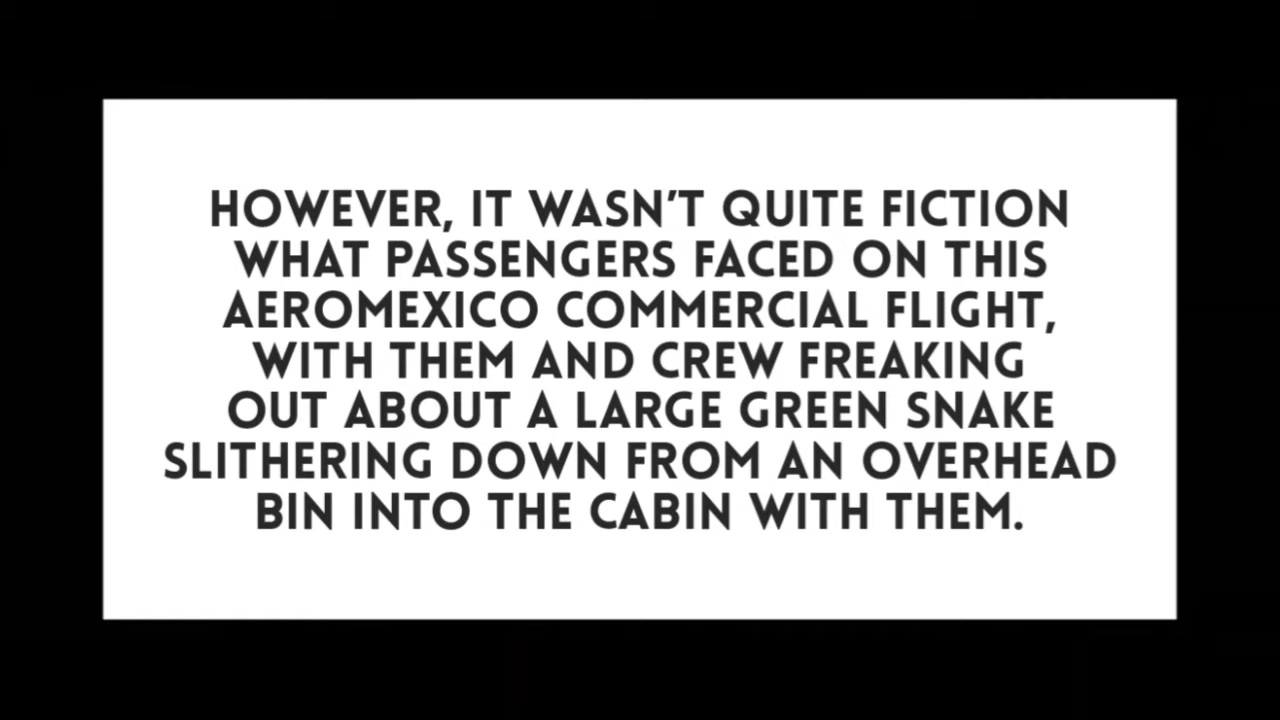 HOWEVER, IT WASN'T QUITE FICTION
WHAT PASSENGERS FACED ON THIS
AEROMEXICO COMMERCIAL FLIGHT,
WITH THEM AND CREW FREAKING
OUT ABOUT A LARGE GREEN SNAKE
SLITHERING DOWN FROM AN OVERHEAD
BIN INTO THE CABIN WITH THEM.